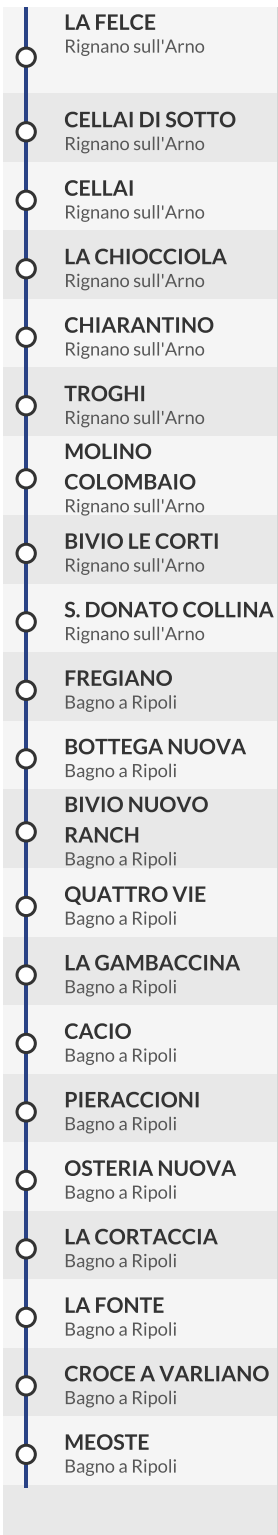 LA FELCE
Rignano sull'Arno
CELLAI DI SOTTO
Rignano sull'Arno
CELLAI
Rignano sull'Arno
LA CHIOCCIOLA
Rignano sull'Arno
CHIARANTINO
Rignano sull'Arno
TROGHI
Rignano sull'Arno
MOLINO
COLOMBAIO
Rignano sull'Arno
BIVIO LE CORTI
Rignano sull'Arno
S. DONATO COLLINA
Rignano sull'Arno
FREGIANO
Bagno a Ripoli
BOTTEGA NUOVA
Bagno a Ripoli
BIVIO NUOVO
RANCH
Bagno a Ripoli
QUATTRO VIE
Bagno a Ripoli
LA GAMBACCINA
Bagno a Ripoli
CACIO
Bagno a Ripoli
PIERACCIONI
Bagno a Ripoli
OSTERIA NUOVA
Bagno a Ripoli
LA CORTACCIA
Bagno a Ripoli
LA FONTE
Bagno a Ripoli
CROCE A VARLIANO
Bagno a Ripoli
MEOSTE
Bagno a Ripoli